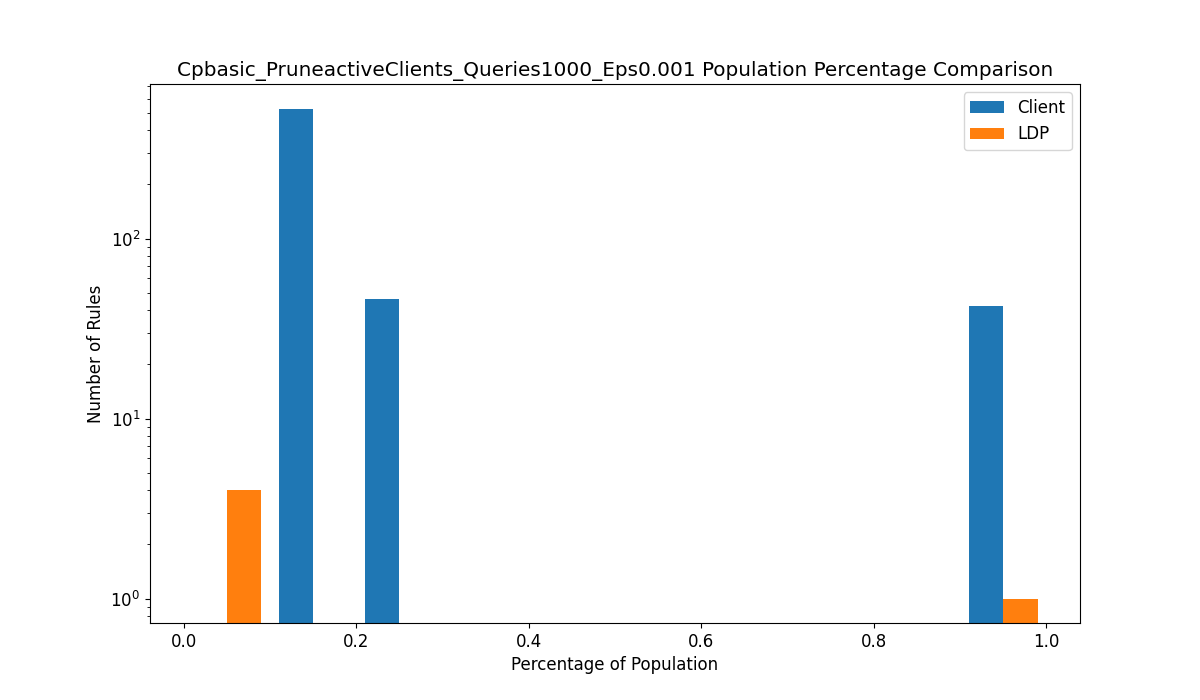 Cpbasic_PruneactiveClients_Queries1000_Eps0.001 Population Percentage Comparison
Client
LDP
Number of Rules
10²
10¹
10⁰
0.0 0.2 0.4 0.6 0.8 1.0
Percentage of Population